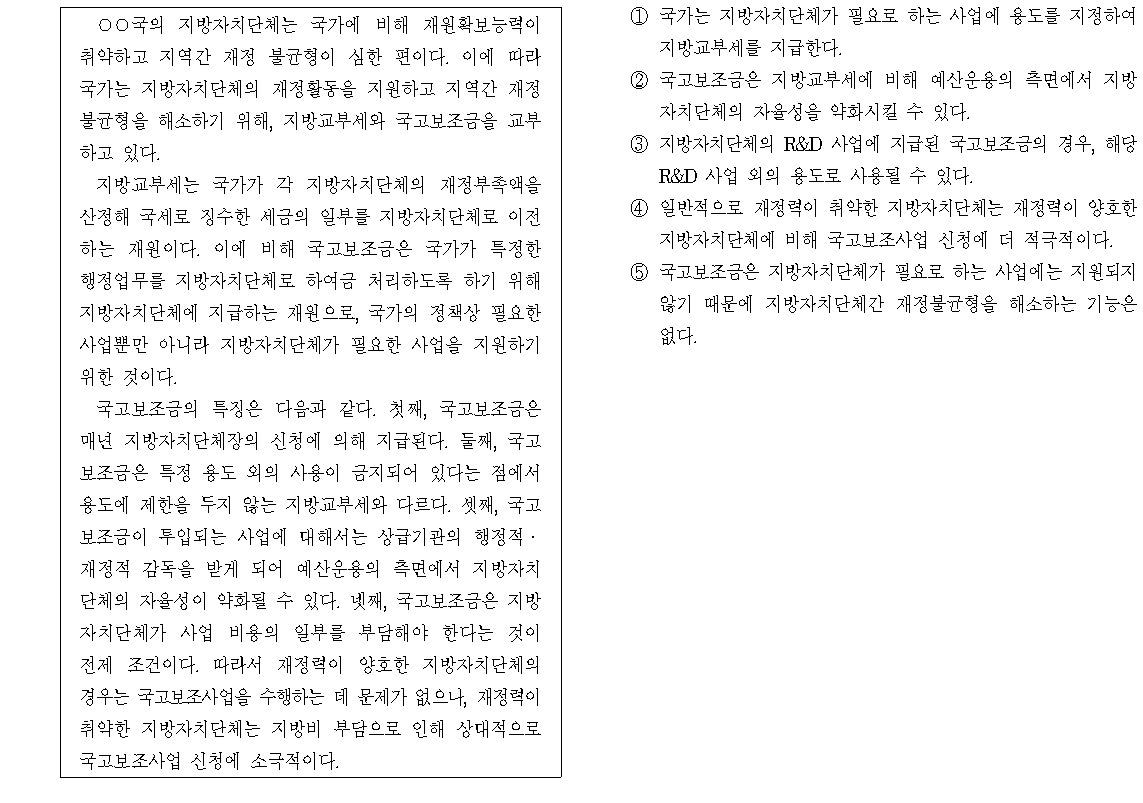 ○○국의 지방자치단체는 국가에 비해 재원확보능력이
취약하고 지역간 재정 불균형이 심한 편이다. 이에 따라
국가는 지방자치단체의 재정활동을 지원하고 지역간 재정
불균형을 해소하기 위해, 지방교부세와 국고보조금을 교부
하고 있다.
지방교부세는 국가가 각 지방자치단체의 재정부족액을
산정해 국세로 징수한 세금의 일부를 지방자치단체로 이전
하는 재원이다. 이에 비해 국고보조금은 국가가 특정한
행정업무를 지방자치단체로 하여금 처리하도록 하기 위해
지방자치단체에 지급하는 재원으로, 국가의 정책상 필요한
사업뿐만 아니라 지방자치단체가 필요한 사업을 지원하기
위한 것이다.
국고보조금의 특징은 다음과 같다. 첫째, 국고보조금은
매년 지방자치단체장의 신청에 의해 지급된다. 둘째, 국고
보조금은 특정 용도 외의 사용이 금지되어 있다는 점에서
용도에 제한을 두지 않는 지방교부세와 다르다. 셋째, 국고
보조금이 투입되는 사업에 대해서는 상급기관의 행정적·
재정적 감독을 받게 되어 예산운용의 측면에서 지방자치
단체의 자율성이 약화될 수 있다. 넷째, 국고보조금은 지방
자치단체가 사업 비용의 일부를 부담해야 한다는 것이
전제 조건이다. 따라서 재정력이 양호한 지방자치단체의
경우는 국고보조사업을 수행하는 데 문제가 없으나, 재정력이
취약한 지방자치단체는 지방비 부담으로 인해 상대적으로
국고보조사업 신청에 소극적이다.
① 국가는 지방자치단체가 필요로 하는 사업에 용도를 지정하여
지방교부세를 지급한다.
② 국고보조금은 지방교부세에 비해 예산운용의 측면에서 지방
자치단체의 자율성을 약화시킬 수 있다.
③ 지방자치단체의 R&D 사업에 지급된 국고보조금의 경우, 해당
R&D 사업 외의 용도로 사용될 수 있다.
④ 일반적으로 재정력이 취약한 지방자치단체는 재정력이 양호한
지방자치단체에 비해 국고보조사업 신청에 더 적극적이다.
⑤ 국고보조금은 지방자치단체가 필요로 하는 사업에는 지원되지
않기 때문에 지방자치단체간 재정불균형을 해소하는 기능은
없다.